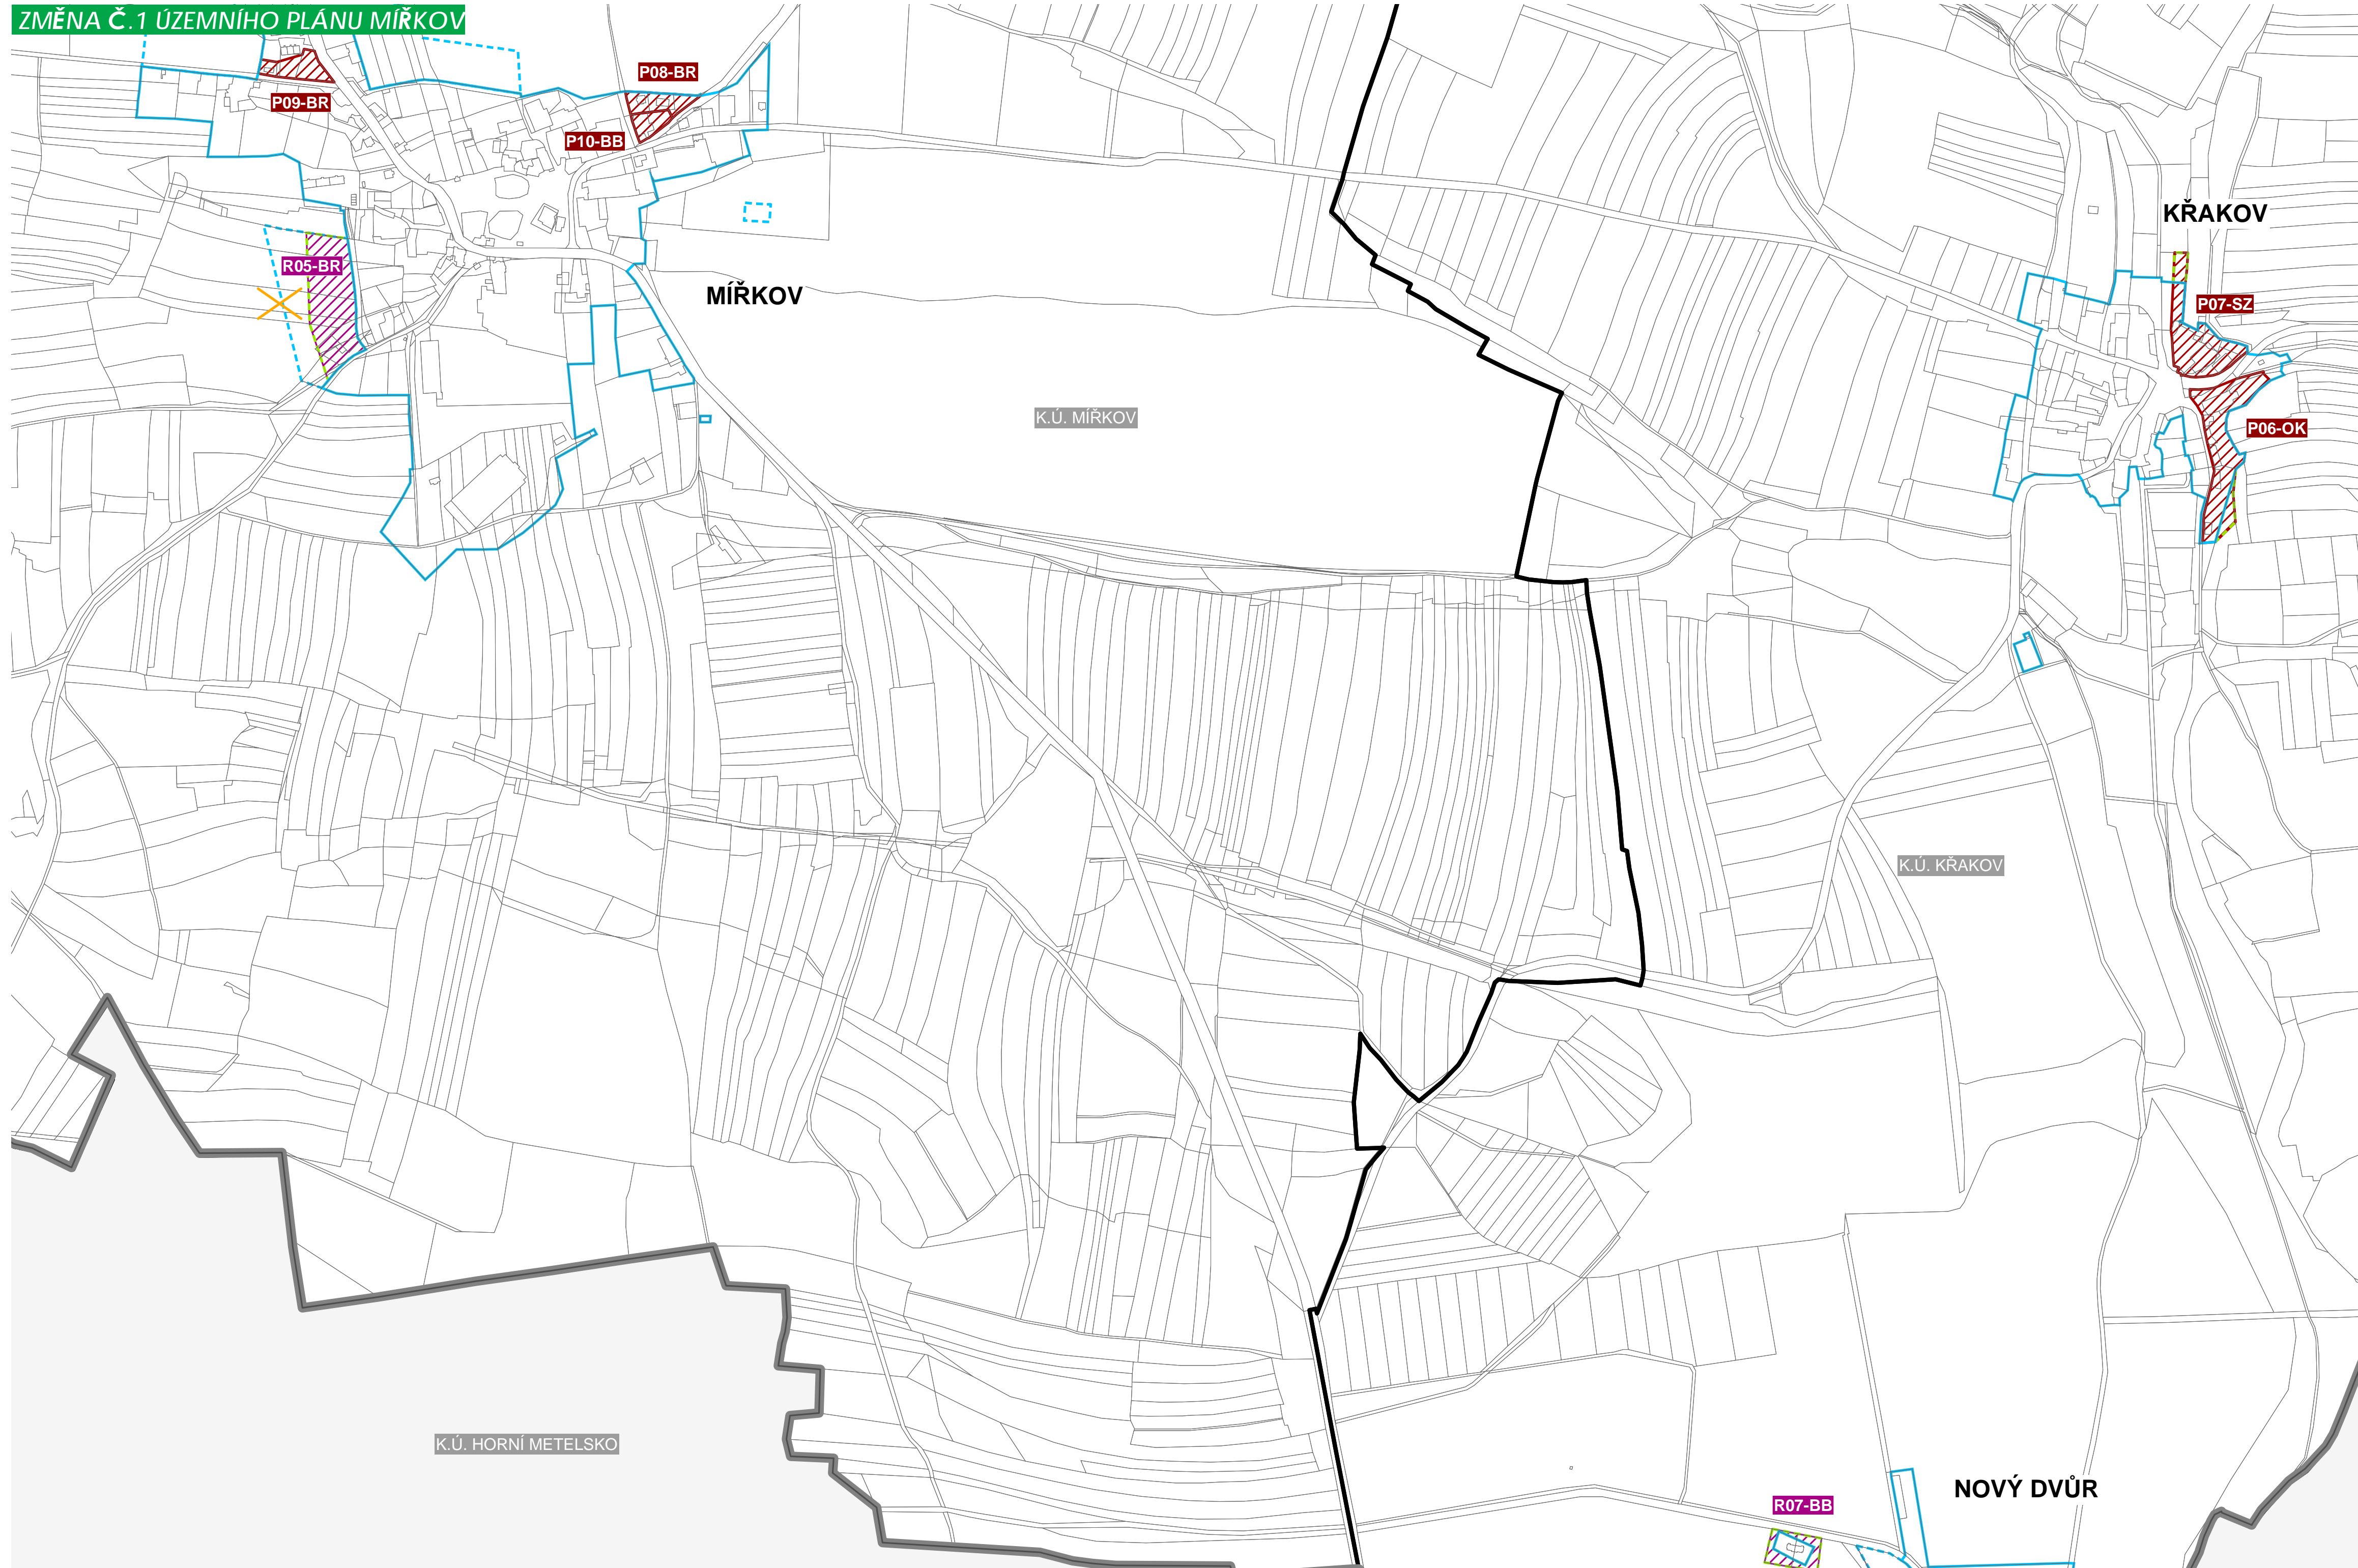 ZMĚNA Č.1 ÚZEMNÍHO PLÁNU MÍŘKOV
P08-BR
P09-BR
P10-BB
KŘAKOV
R05-BR
MÍŘKOV
P07-SZ
K.Ú. MÍŘKOV
P06-OK
K.Ú. KŘAKOV
K.Ú. HORNÍ METELSKO
NOVÝ DVŮR
R07-BB